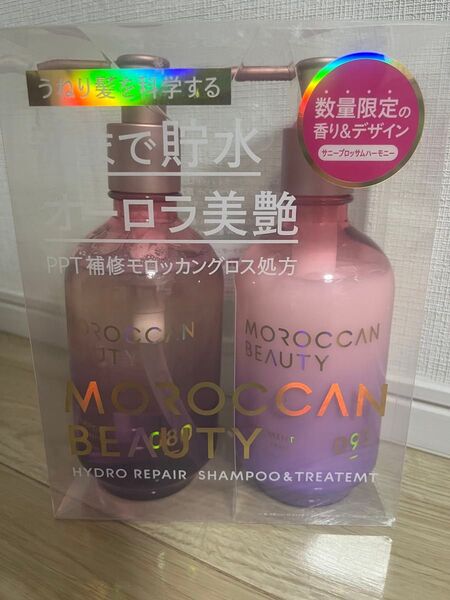 うねり髪を科学する
数量限定の
香り&デザイン
サニーブロッサムハーモニー
まで貯水
オーロラ美艶
PPT補修モロッカングロス処方
MOROCCAN
BEAUTY
MOROCCAN
BEAUTY
HYDRO REPAIR SHAMPOO&TREATEMT